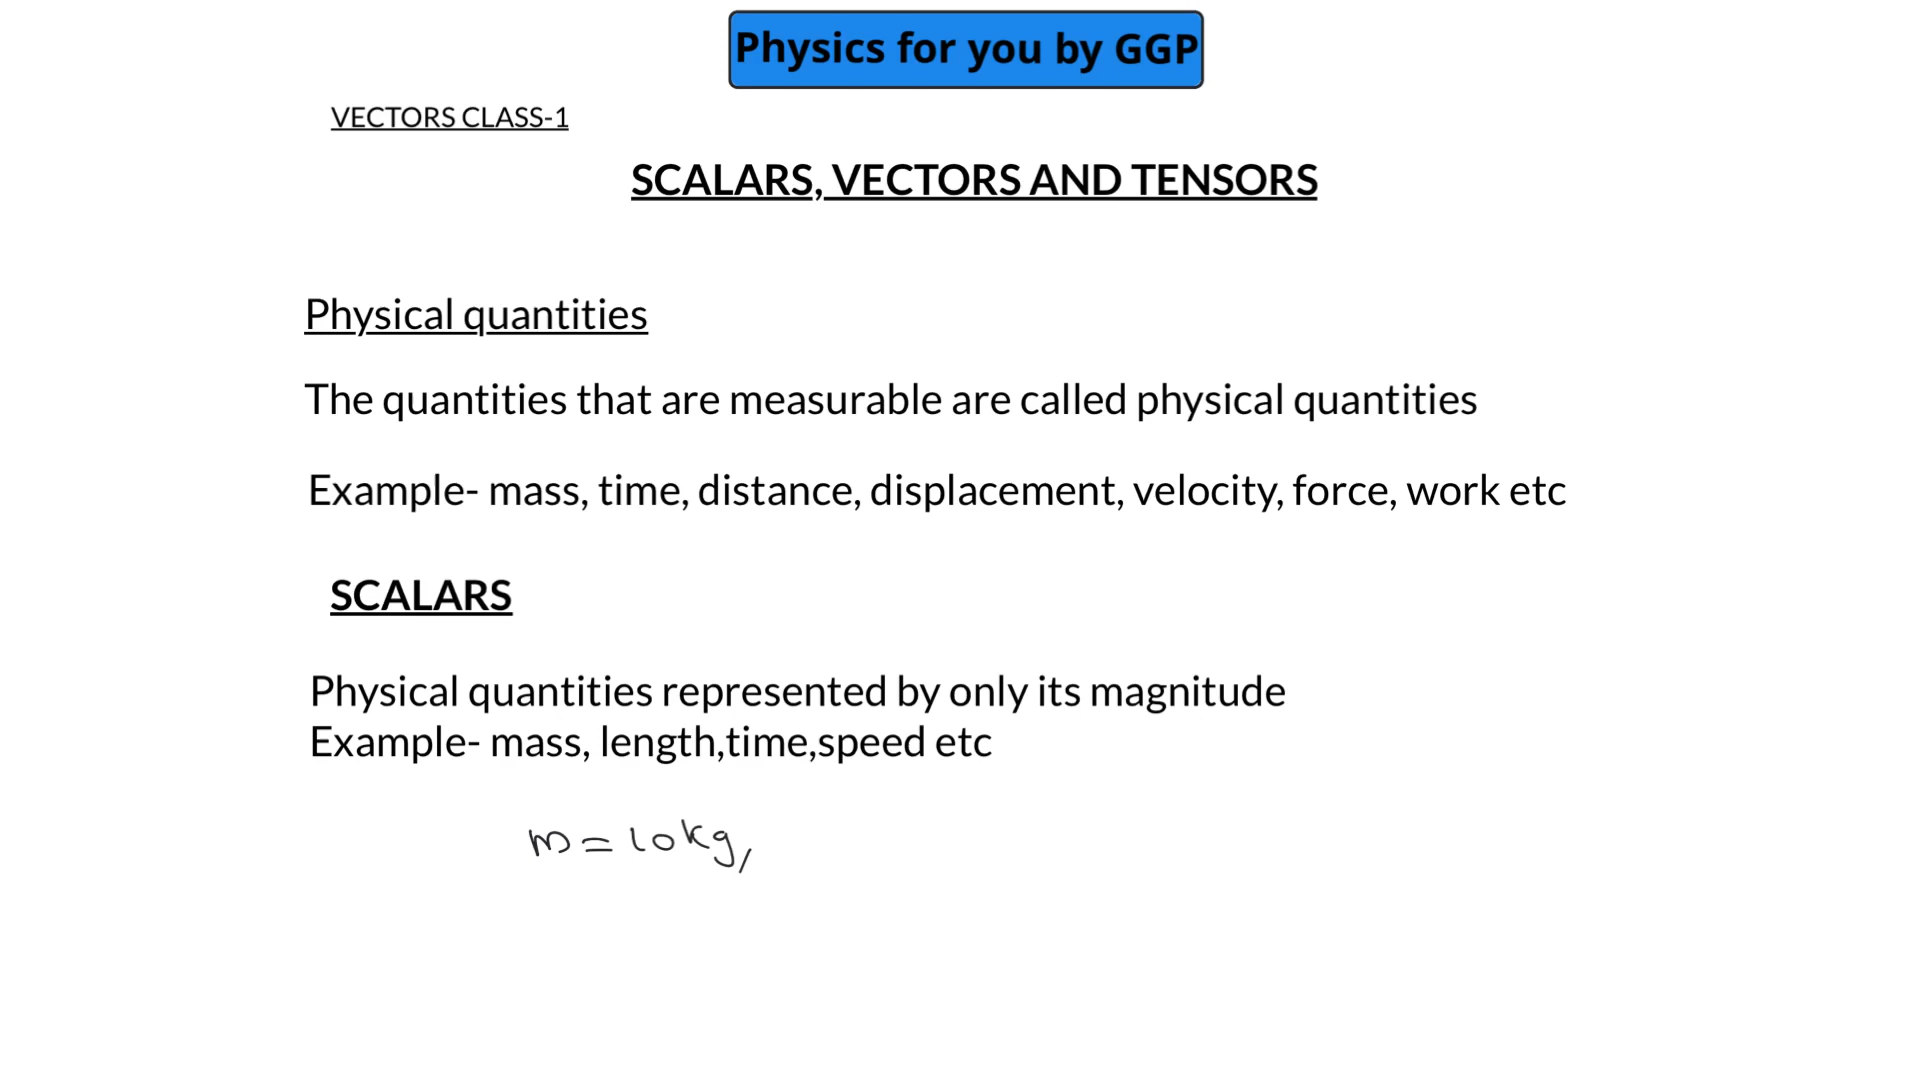 Physics for you by GGP
VECTORS CLASS-1
SCALARS, VECTORS AND TENSORS
Physical quantities
The quantities that are measurable are called physical quantities
Example- mass, time, distance, displacement, velocity, force, work etc
SCALARS
Physical quantities represented by only its magnitude
Example- mass, length,time,speed etc
m = 10kg,